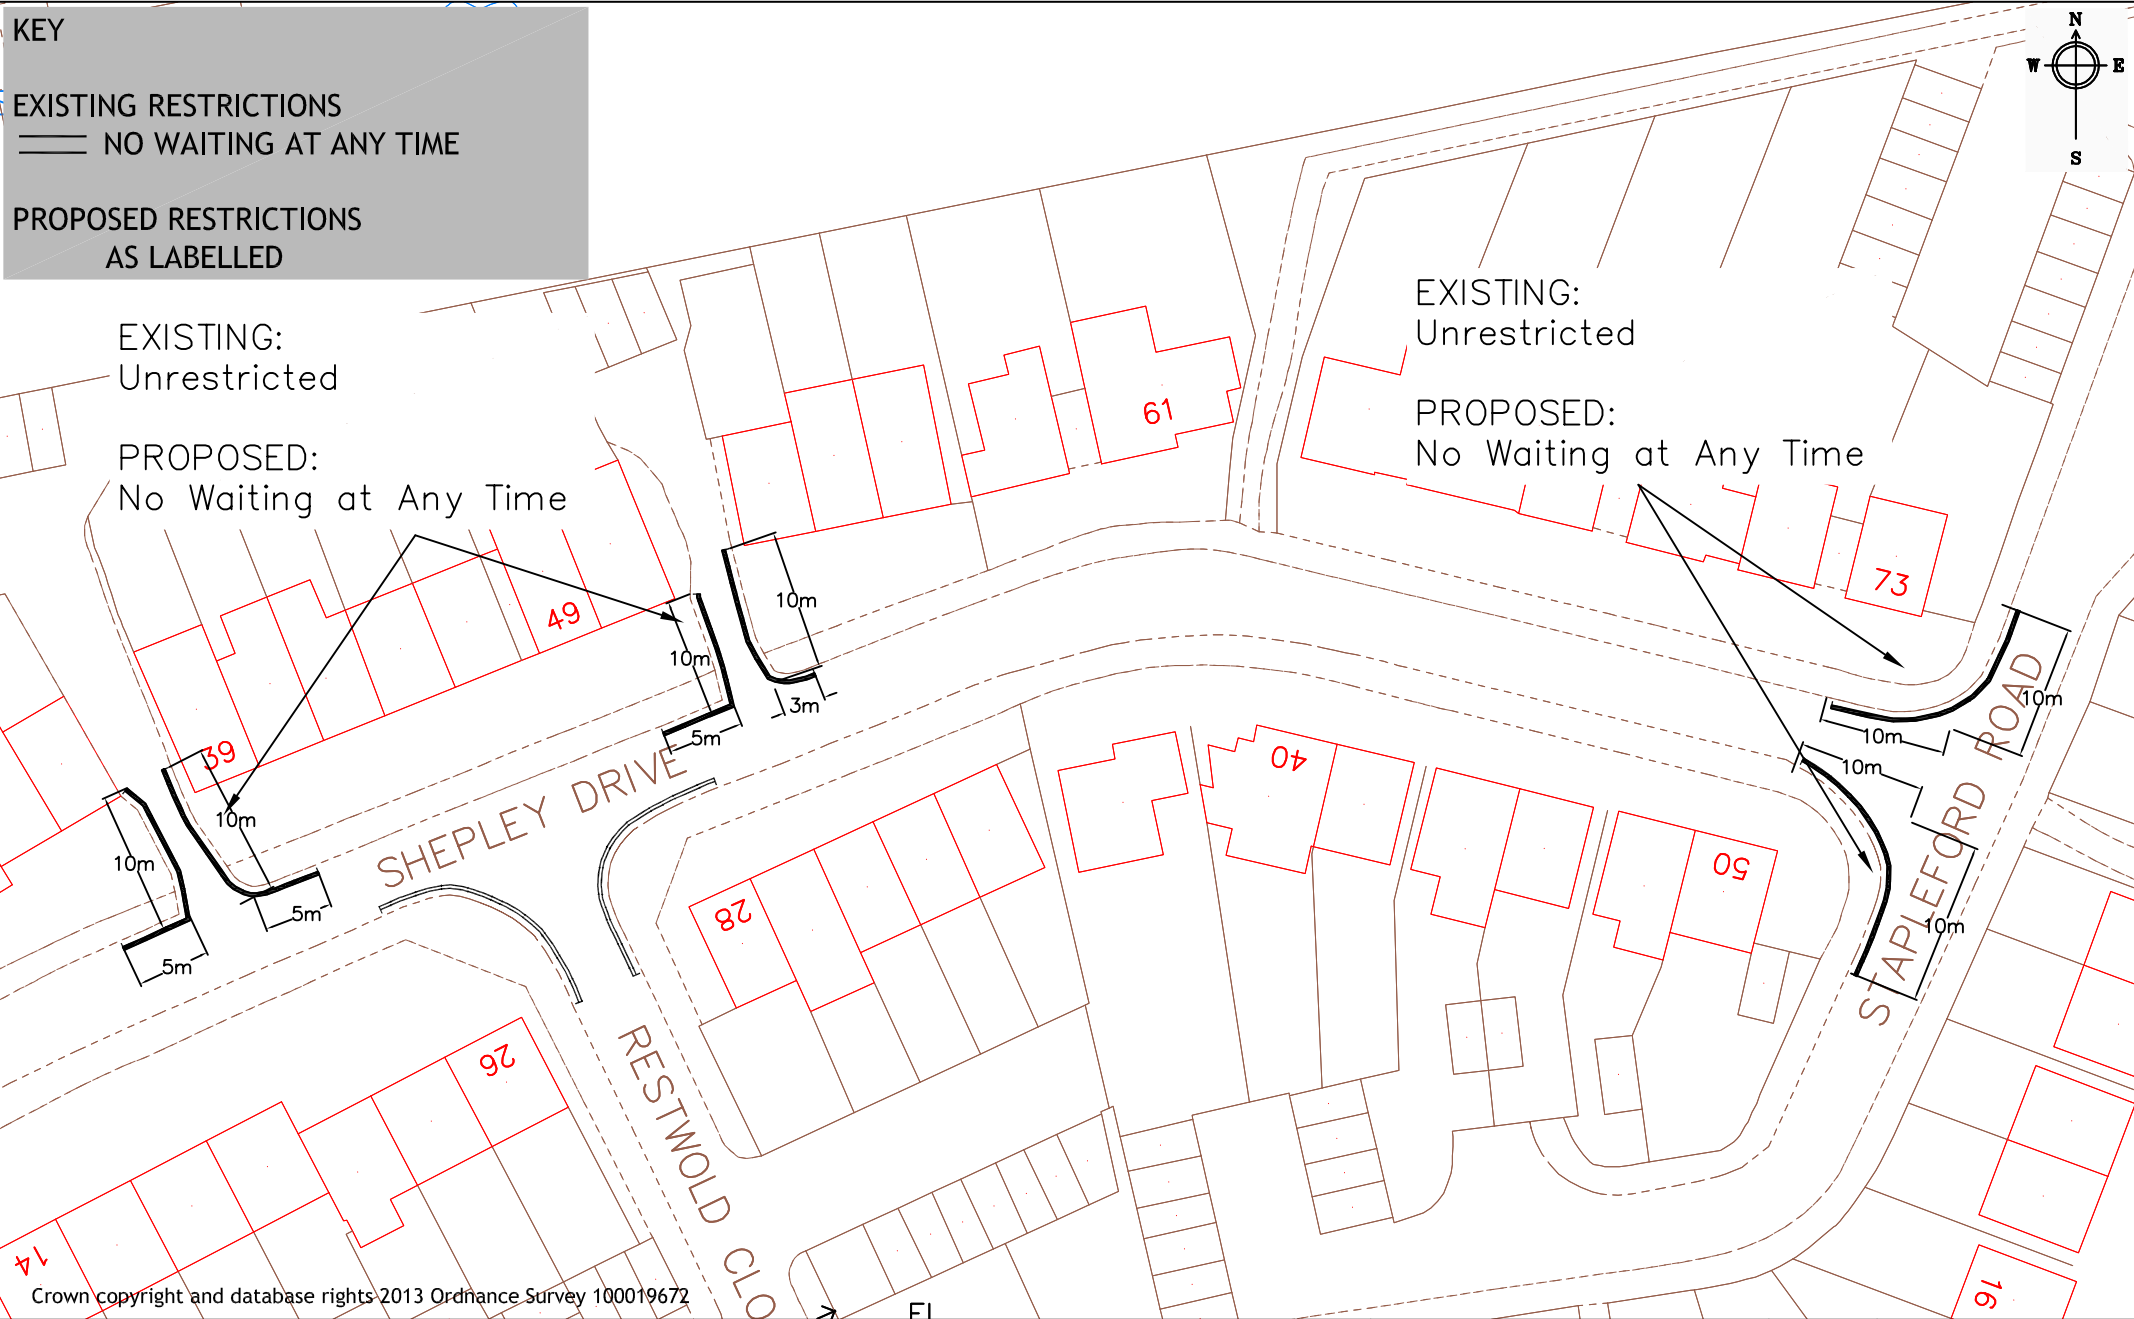 KEY
EXISTING RESTRICTIONS
NO WAITING AT ANY TIME
PROPOSED RESTRICTIONS
AS LABELLED
N
W E
S
EXISTING:
Unrestricted
PROPOSED:
No Waiting at Any Time
EXISTING:
Unrestricted
PROPOSED:
No Waiting at Any Time
61
49
39
73
10m
10m
3m
5m
10m
10m
5m
5m
10m
10m
10m
10m
SHEPLEY DRIVE
STAPLEFORD ROAD
RESTWOLD CLO
40
50
28
26
14
16
Crown copyright and database rights 2013 Ordnance Survey 100019672